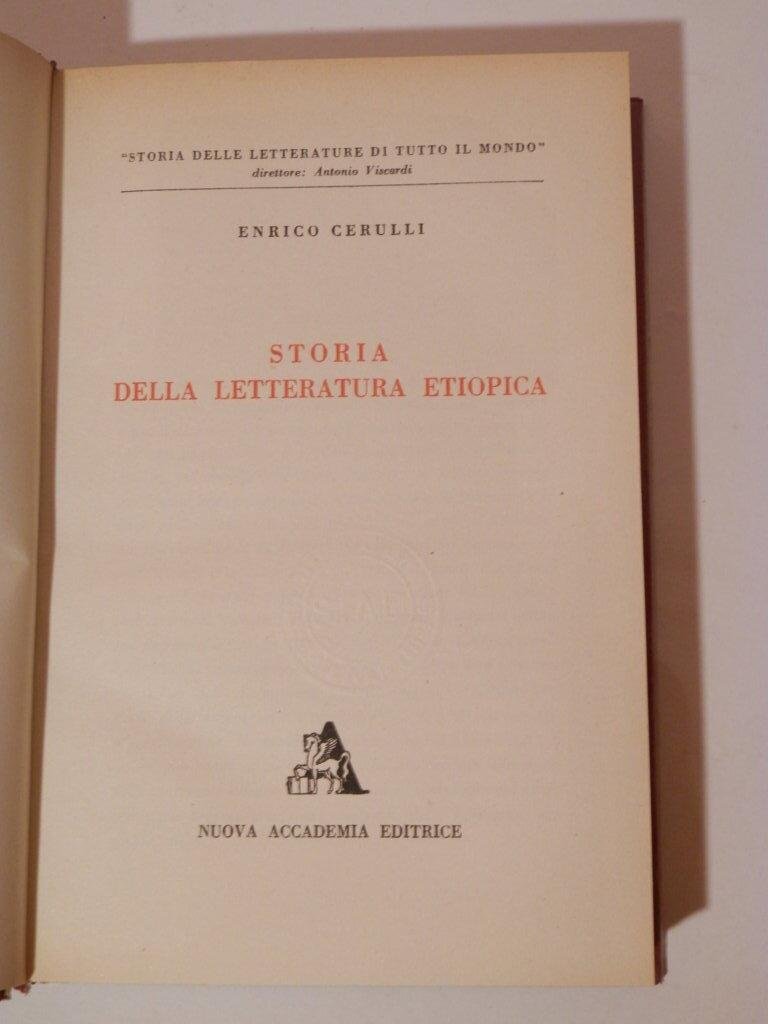 "STORIA DELLE LETTERATURE DI TUTTO IL MONDO"
direttore: Antonio Viscardi
ENRICO CERULLI
STORIA
DELLA LETTERATURA ETIOPICA
A
NUOVA ACCADEMIA EDITRICE